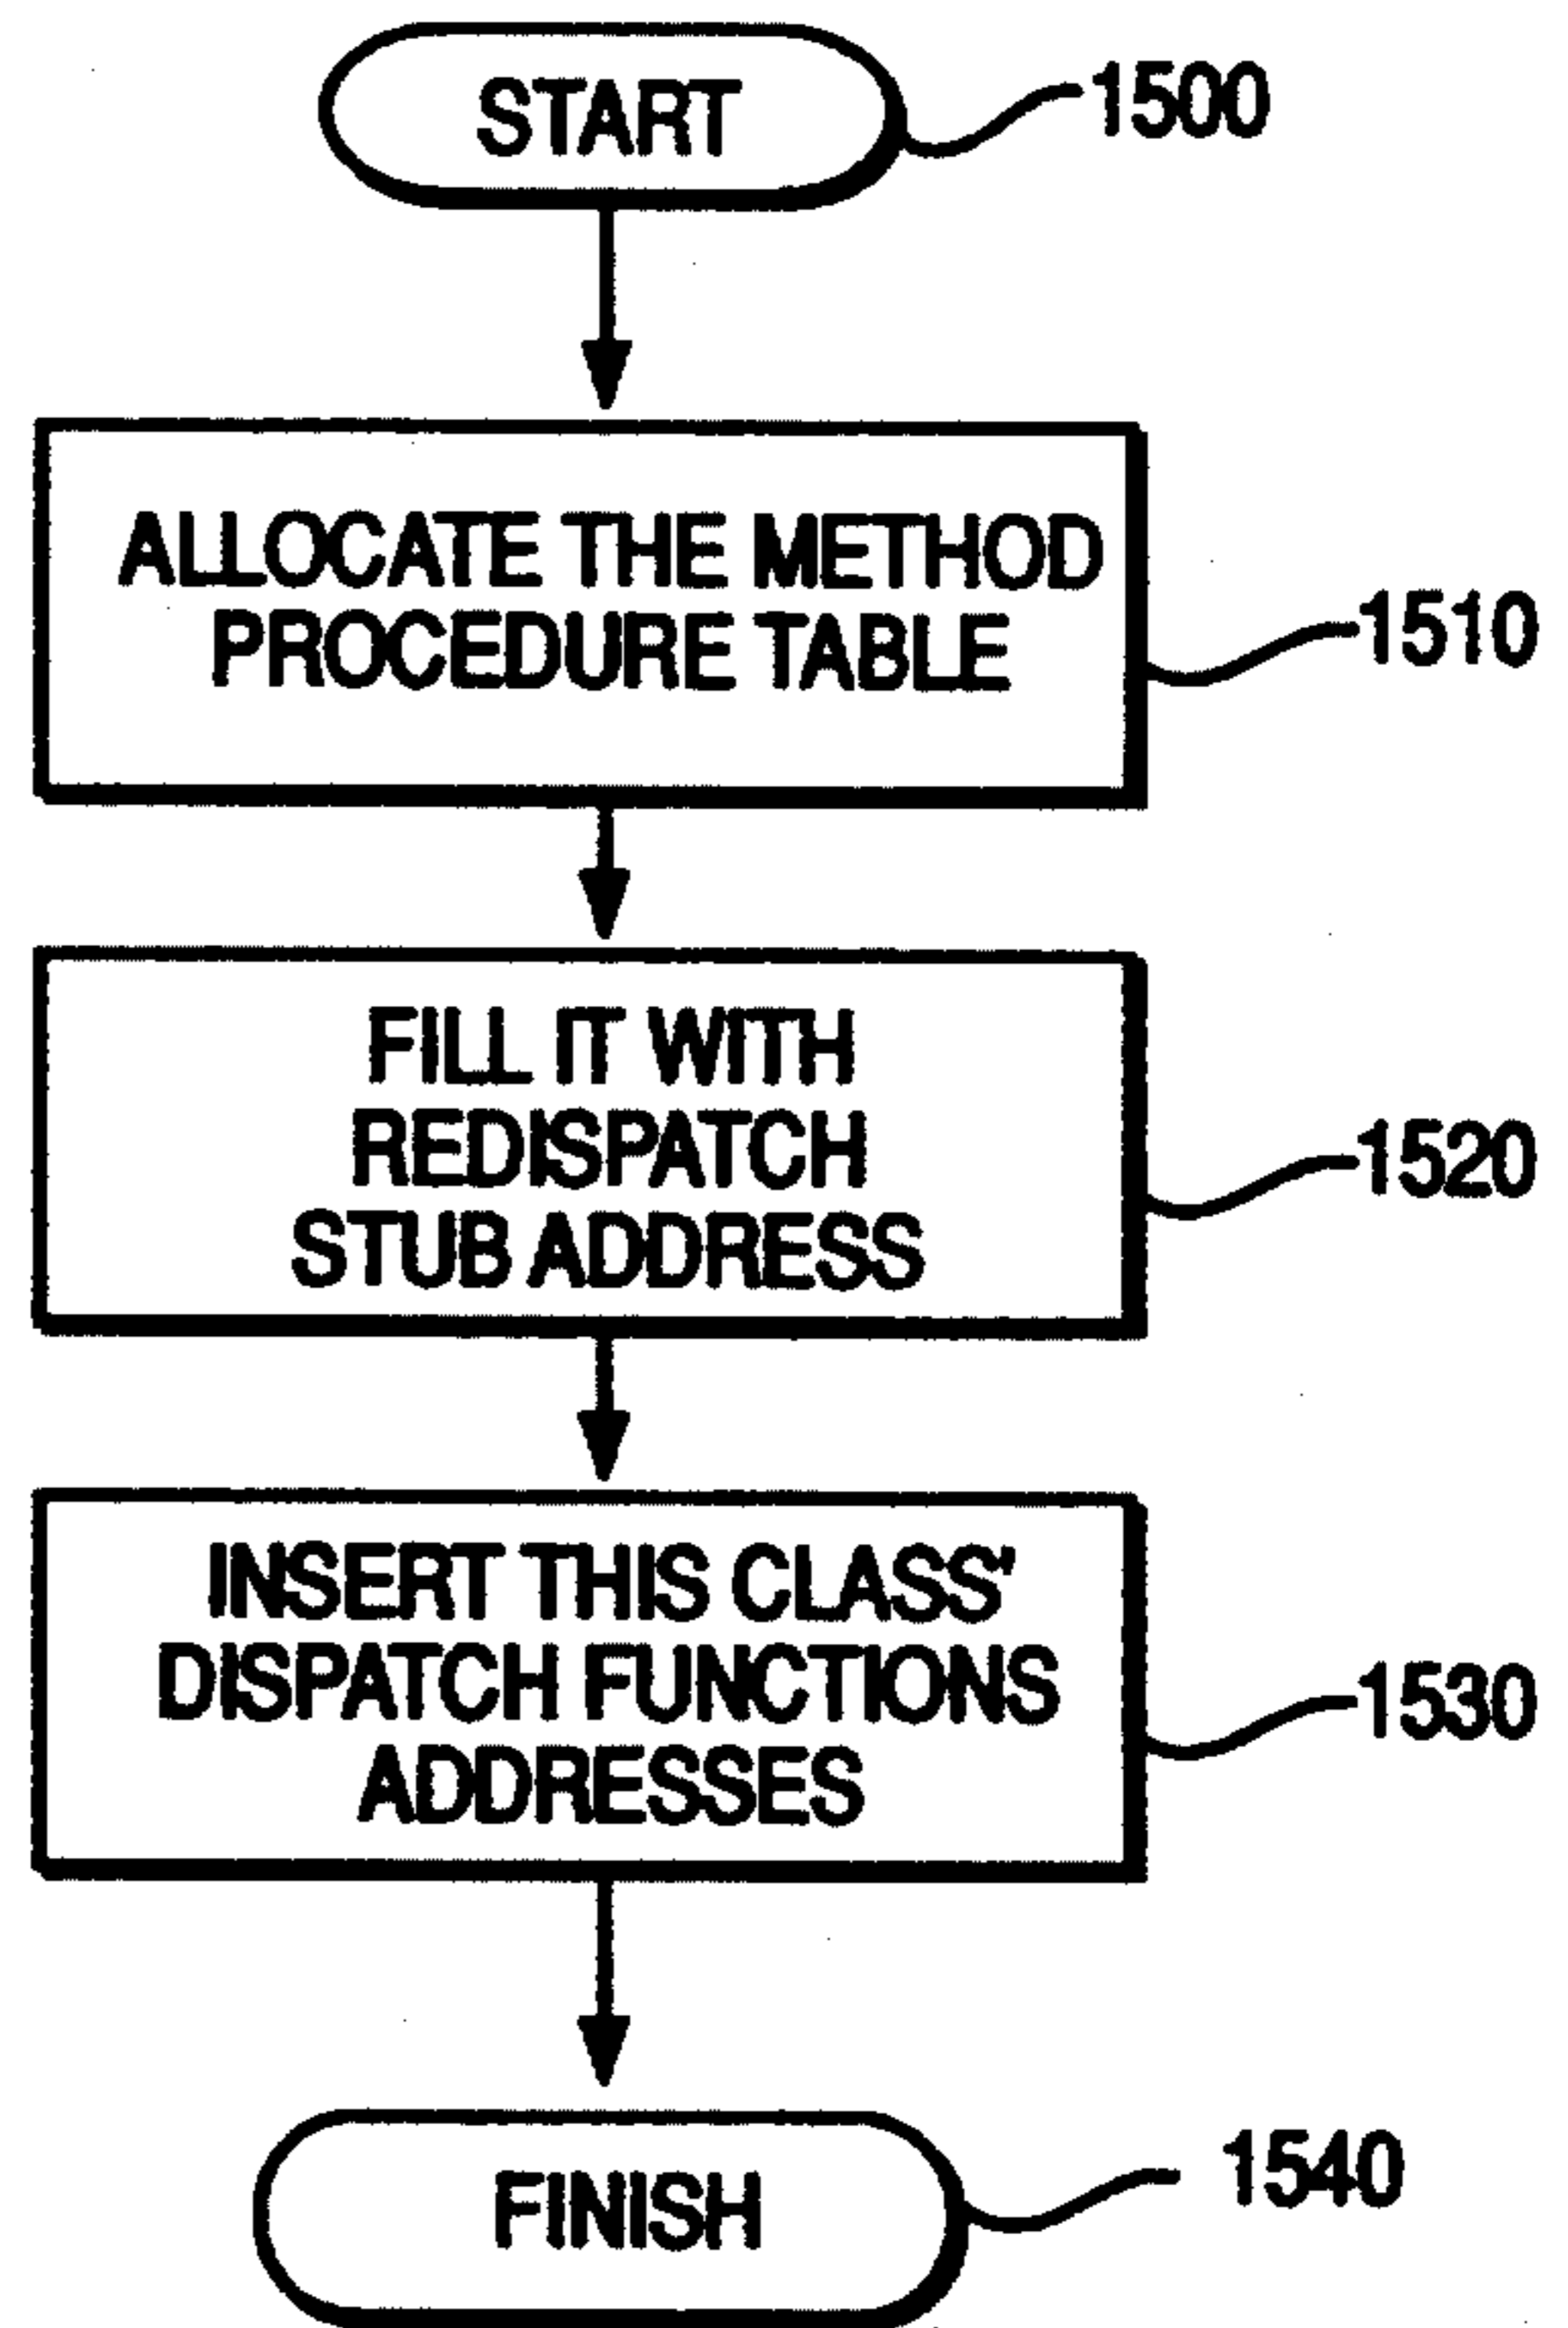 START
1500
ALLOCATE THE METHOD
PROCEDURE TABLE
1510
FILL IT WITH
REDISPATCH
STUB ADDRESS
1520
INSERT THIS CLASS'
DISPATCH FUNCTIONS
ADDRESSES
1530
FINISH
1540